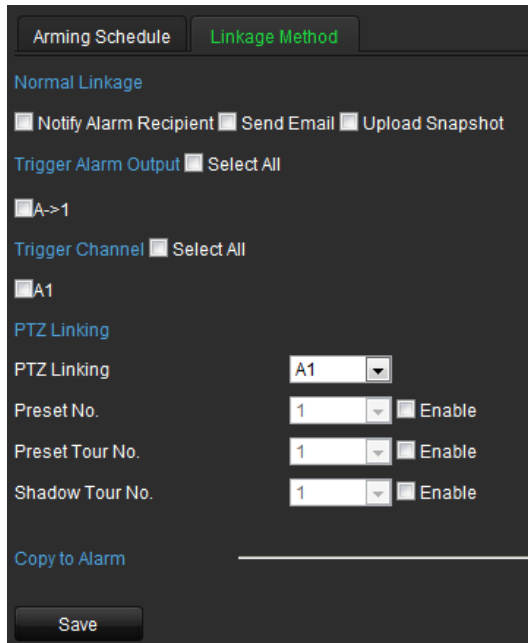 Arming Schedule Linkage Method
Normal Linkage
Notify Alarm Recipient Send Email Upload Snapshot
Trigger Alarm Output Select All
A->1
Trigger Channel Select All
A1
PTZ Linking
PTZ Linking A1
Preset No. 1 Enable
Preset Tour No. 1 Enable
Shadow Tour No. 1 Enable
Copy to Alarm
Save